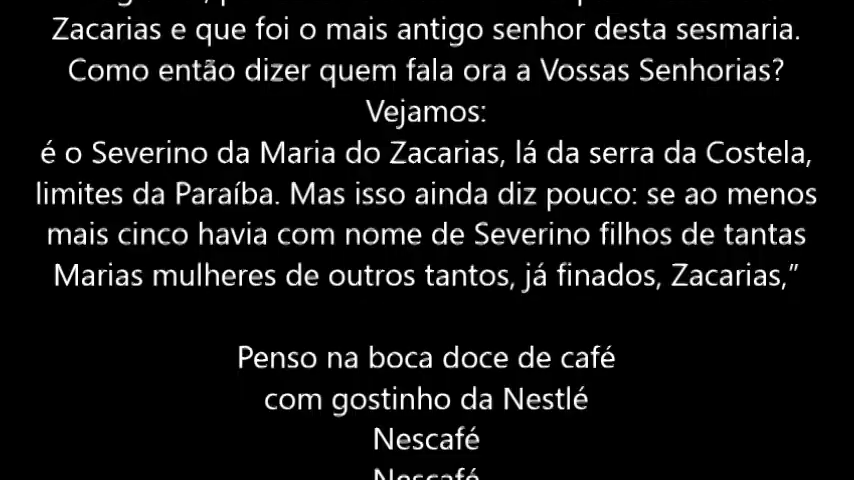 Zacarias e que foi o mais antigo senhor desta sesmaria.
Como então dizer quem fala ora a Vossas Senhorias?
Vejamos:
é o Severino da Maria do Zacarias, lá da serra da Costela,
limites da Paraíba. Mas isso ainda diz pouco: se ao menos
mais cinco havia com nome de Severino filhos de tantas
Marias mulheres de outros tantos, já finados, Zacarias,”
Penso na boca doce de café
com gostinho da Nestlé
Nescafé
Nescafé